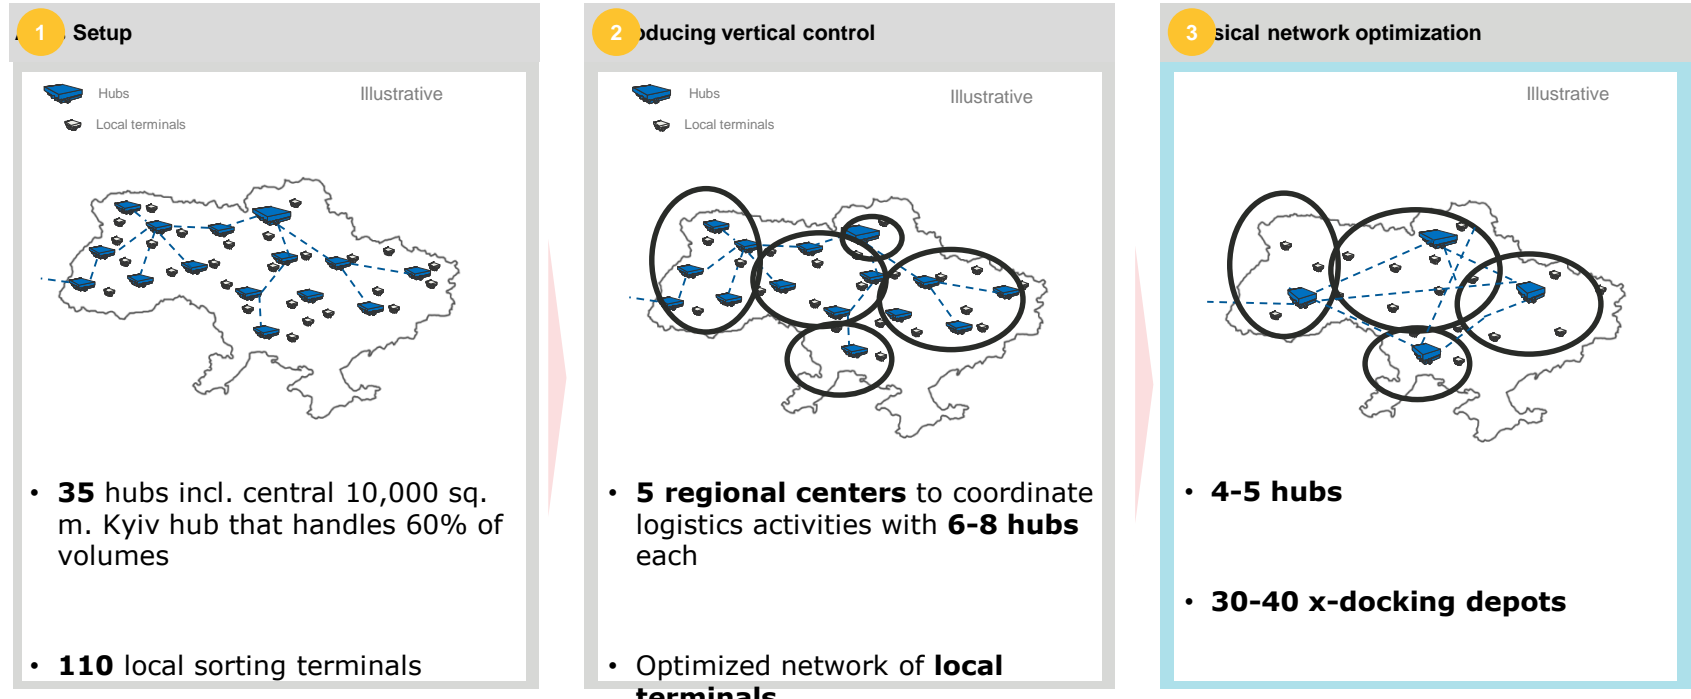 1
Setup
Hubs
Illustrative
Local terminals
• 35 hubs incl. central 10,000 sq.
m. Kyiv hub that handles 60% of
volumes
• 110 local sorting terminals
2
oducing vertical control
Hubs
Illustrative
Local terminals
• 5 regional centers to coordinate
logistics activities with 6-8 hubs
each
• Optimized network of local
terminals
3
sical network optimization
Illustrative
• 4-5 hubs
• 30-40 x-docking depots